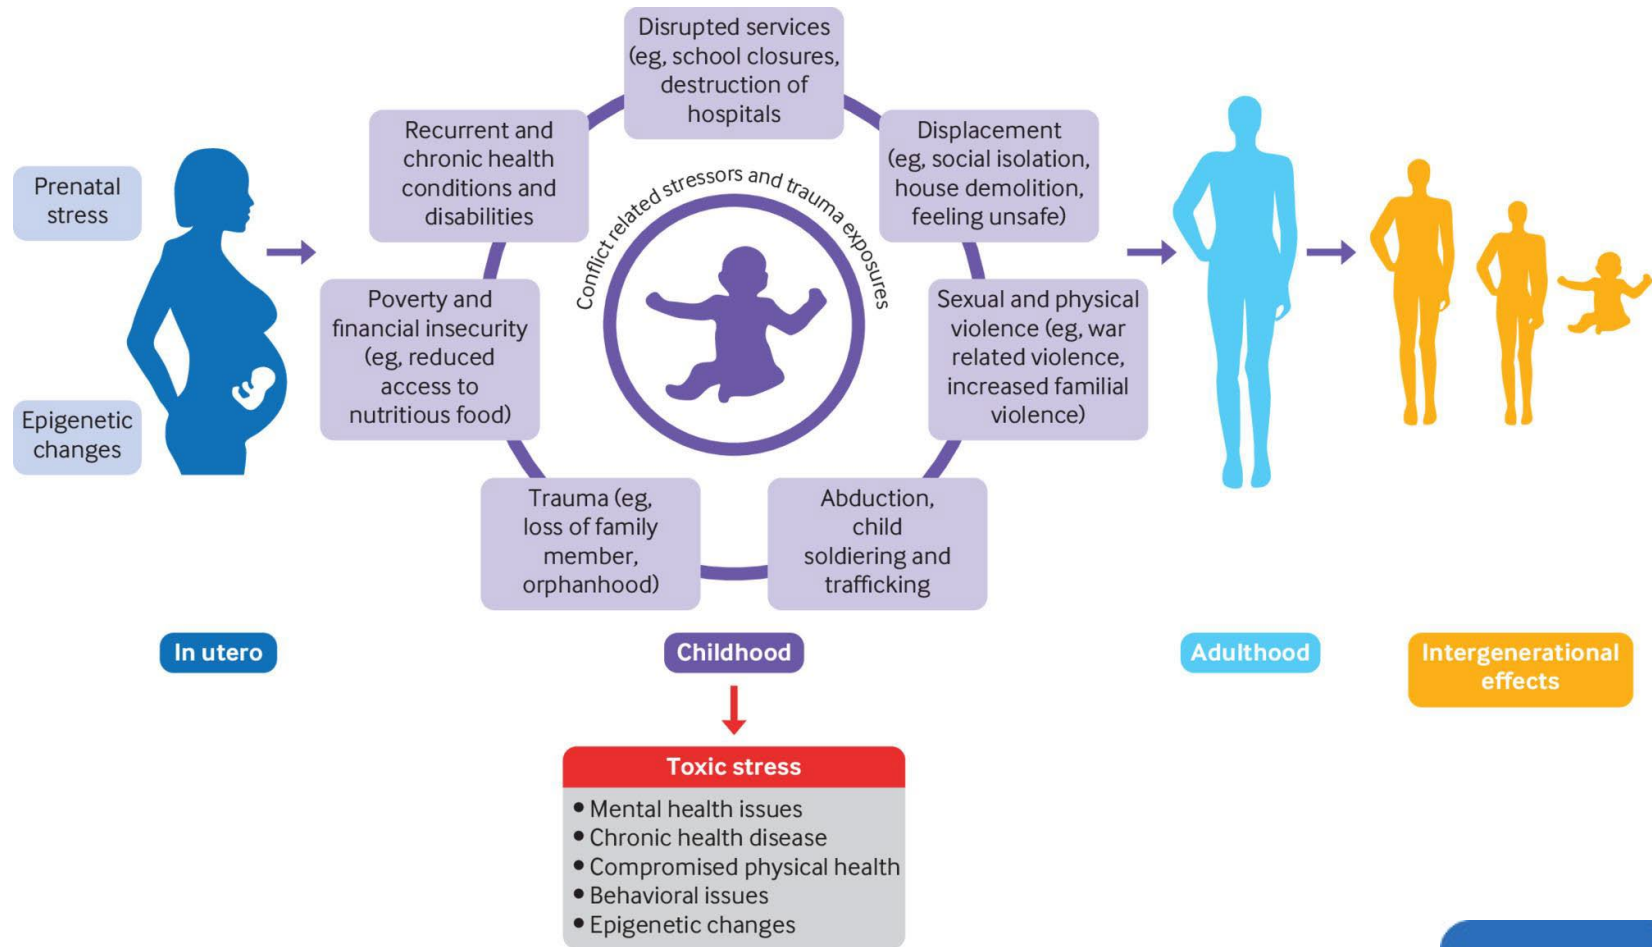 Prenatal
stress
Epigenetic
changes
Disrupted services
(eg, school closures,
destruction of
hospitals
Recurrent and
chronic health
conditions and
disabilities
Displacement
(eg, social isolation,
house demolition,
feeling unsafe)
Conflict related stressors and trauma exposures
Poverty and
financial insecurity
(eg, reduced
access to
nutritious food)
Sexual and physical
violence (eg, war
related violence,
increased familial
violence)
Trauma (eg,
loss of family
member,
orphanhood)
Abduction,
child
soldiering and
trafficking
In utero
Childhood
Adulthood
Intergenerational
effects
Toxic stress
• Mental health issues
• Chronic health disease
• Compromised physical health
• Behavioral issues
• Epigenetic changes